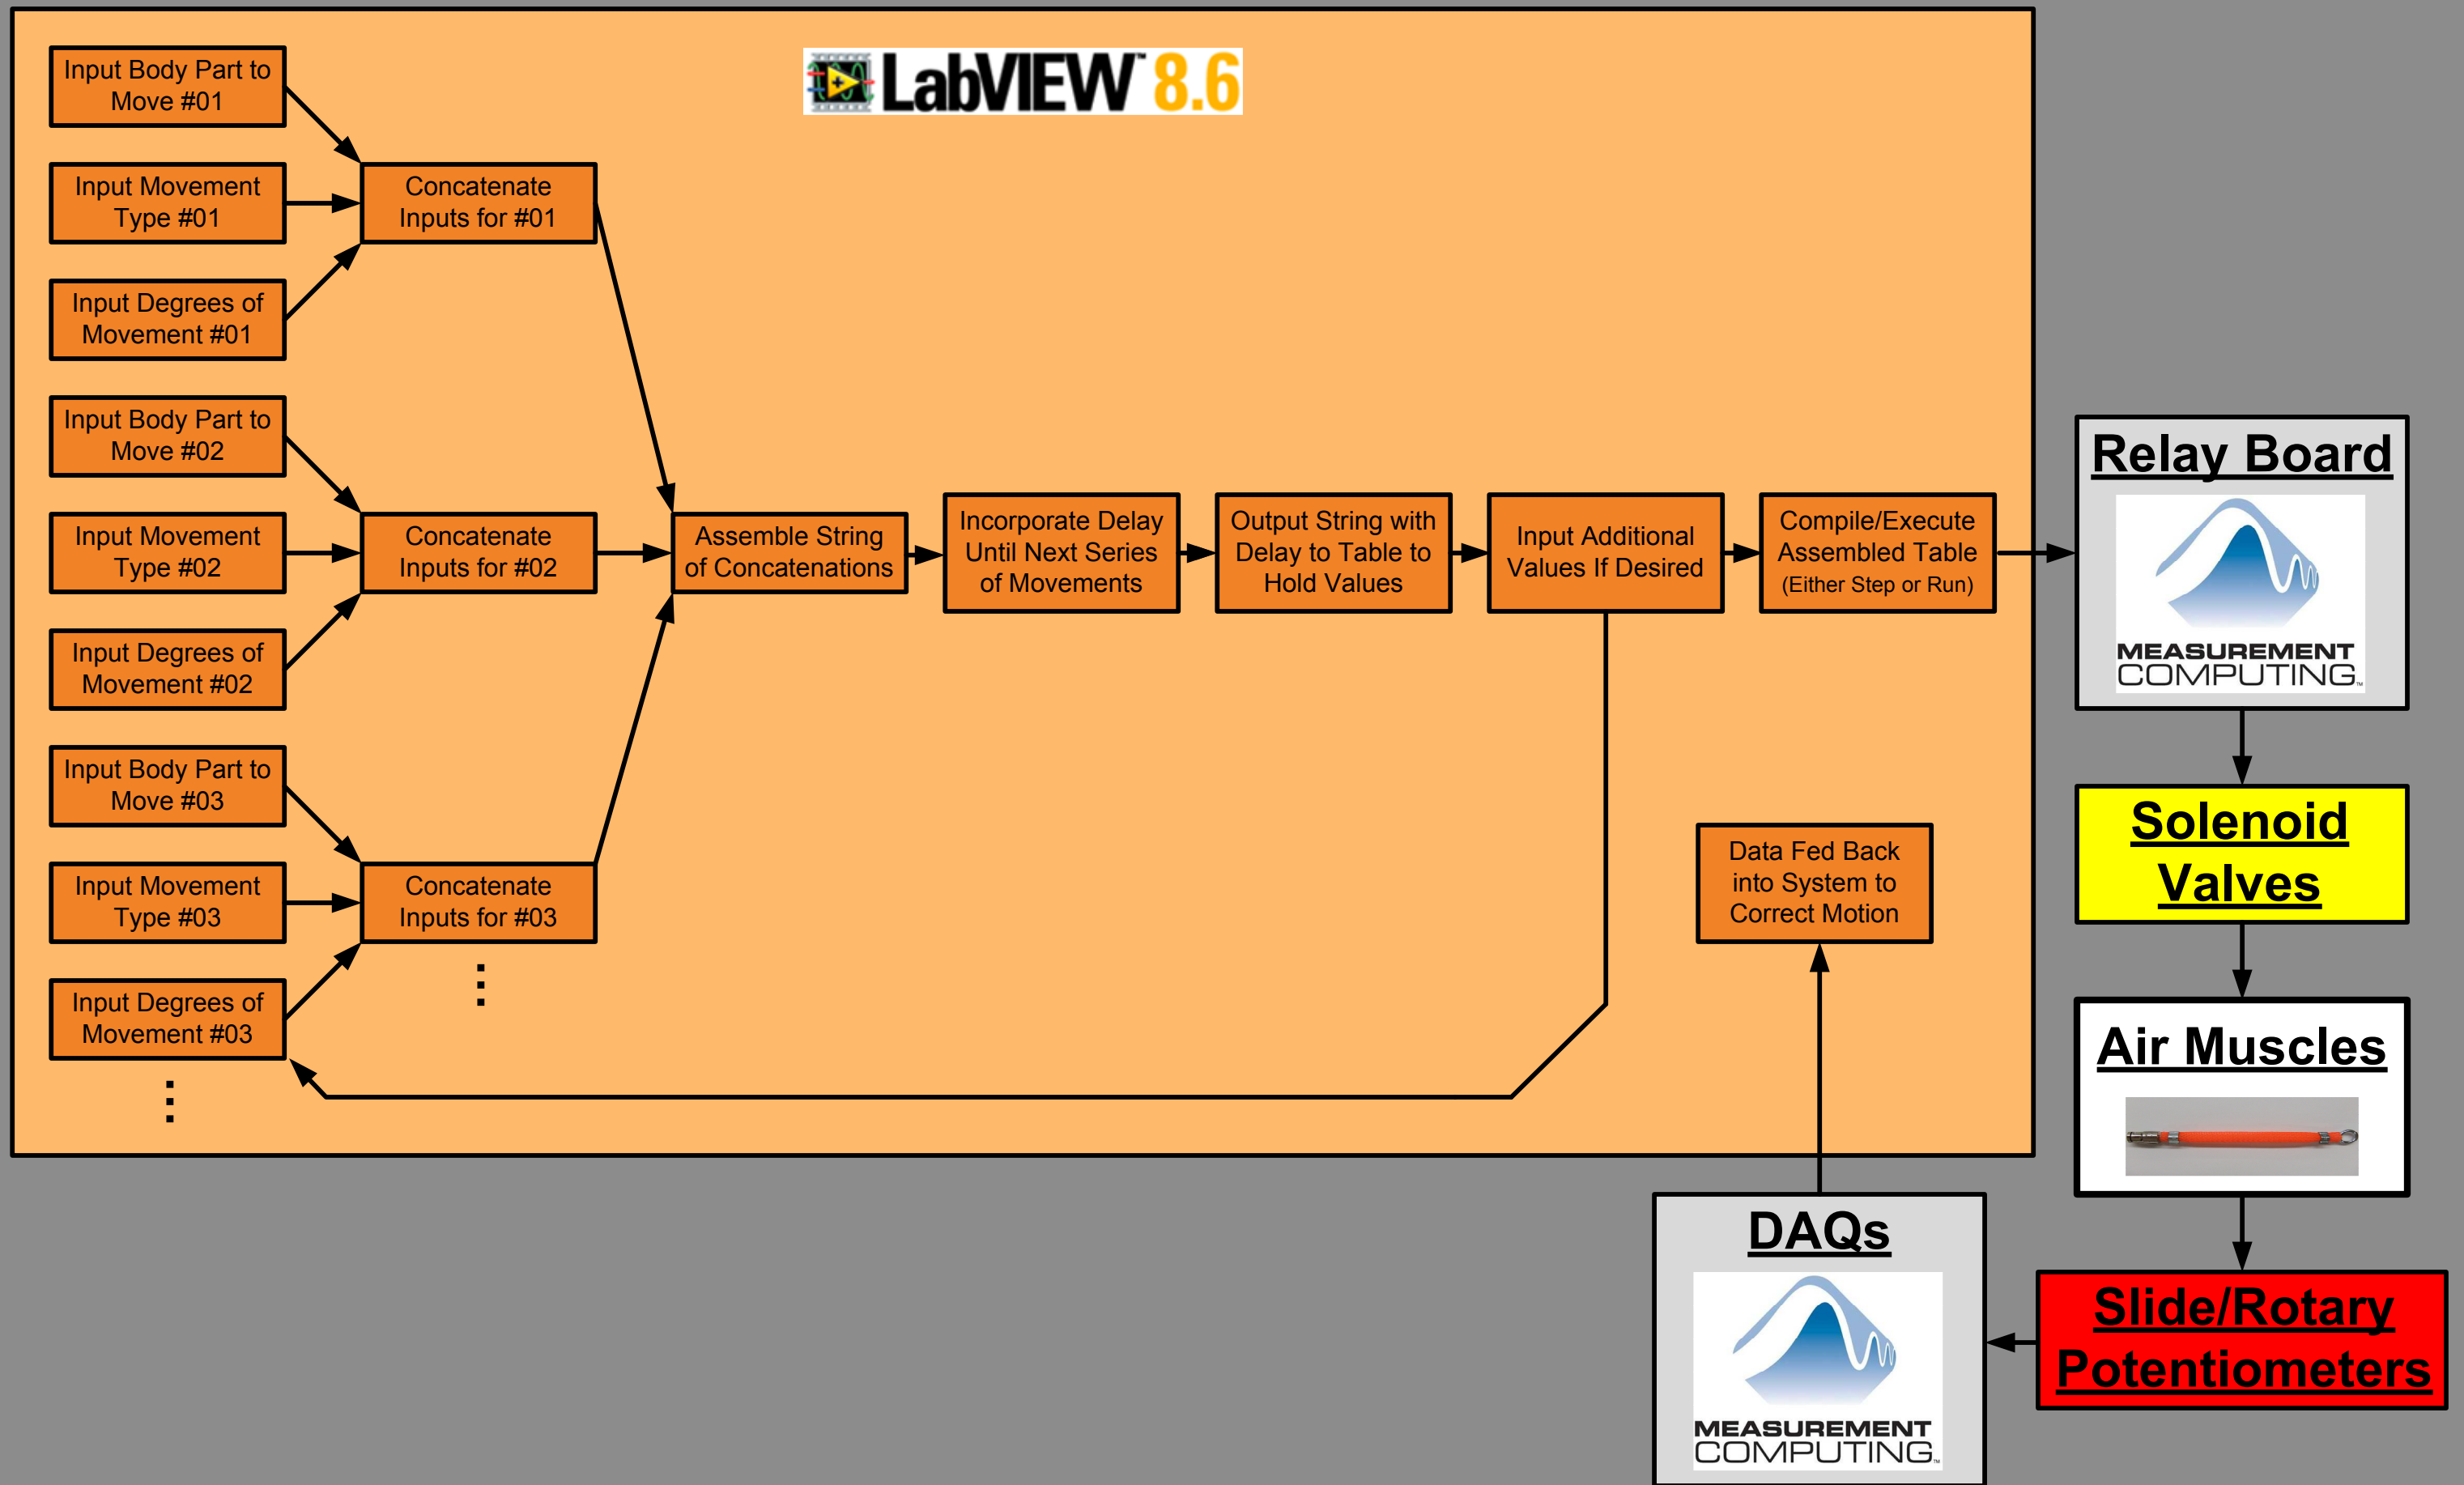 LabVIEW™ 8.6
Input Body Part to
Move #01
Input Movement
Type #01
Input Degrees of
Movement #01
Concatenate
Inputs for #01
Input Body Part to
Move #02
Input Movement
Type #02
Input Degrees of
Movement #02
Concatenate
Inputs for #02
Input Body Part to
Move #03
Input Movement
Type #03
Input Degrees of
Movement #03
Concatenate
Inputs for #03
Assemble String
of Concatenations
Incorporate Delay
Until Next Series
of Movements
Output String with
Delay to Table to
Hold Values
Input Additional
Values If Desired
Compile/Execute
Assembled Table
(Either Step or Run)
Relay Board
MEASUREMENT
COMPUTING™
Solenoid
Valves
Air Muscles
Slide/Rotary
Potentiometers
DAQs
MEASUREMENT
COMPUTING™
Data Fed Back
into System to
Correct Motion